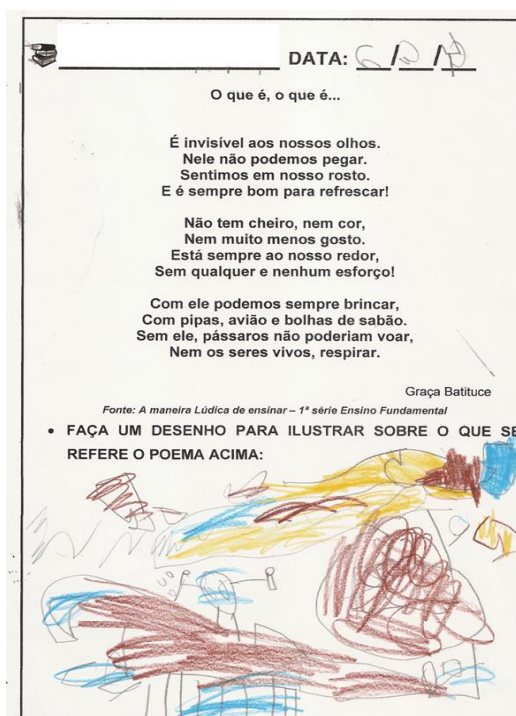 DATA: / /
O que é, o que é...
É invisível aos nossos olhos.
Nele não podemos pegar.
Sentimos em nosso rosto.
E é sempre bom para refrescar!
Não tem cheiro, nem cor,
Nem muito menos gosto.
Está sempre ao nosso redor,
Sem qualquer e nenhum esforço!
Com ele podemos sempre brincar,
Com pipas, avião e bolhas de sabão.
Sem ele, pássaros não poderiam voar,
Nem os seres vivos, respirar.
Graça Batituce
Fonte: A maneira Lúdica de ensinar – 1ª série Ensino Fundamental
• FAÇA UM DESENHO PARA ILUSTRAR SOBRE O QUE SE
REFERE O POEMA ACIMA: